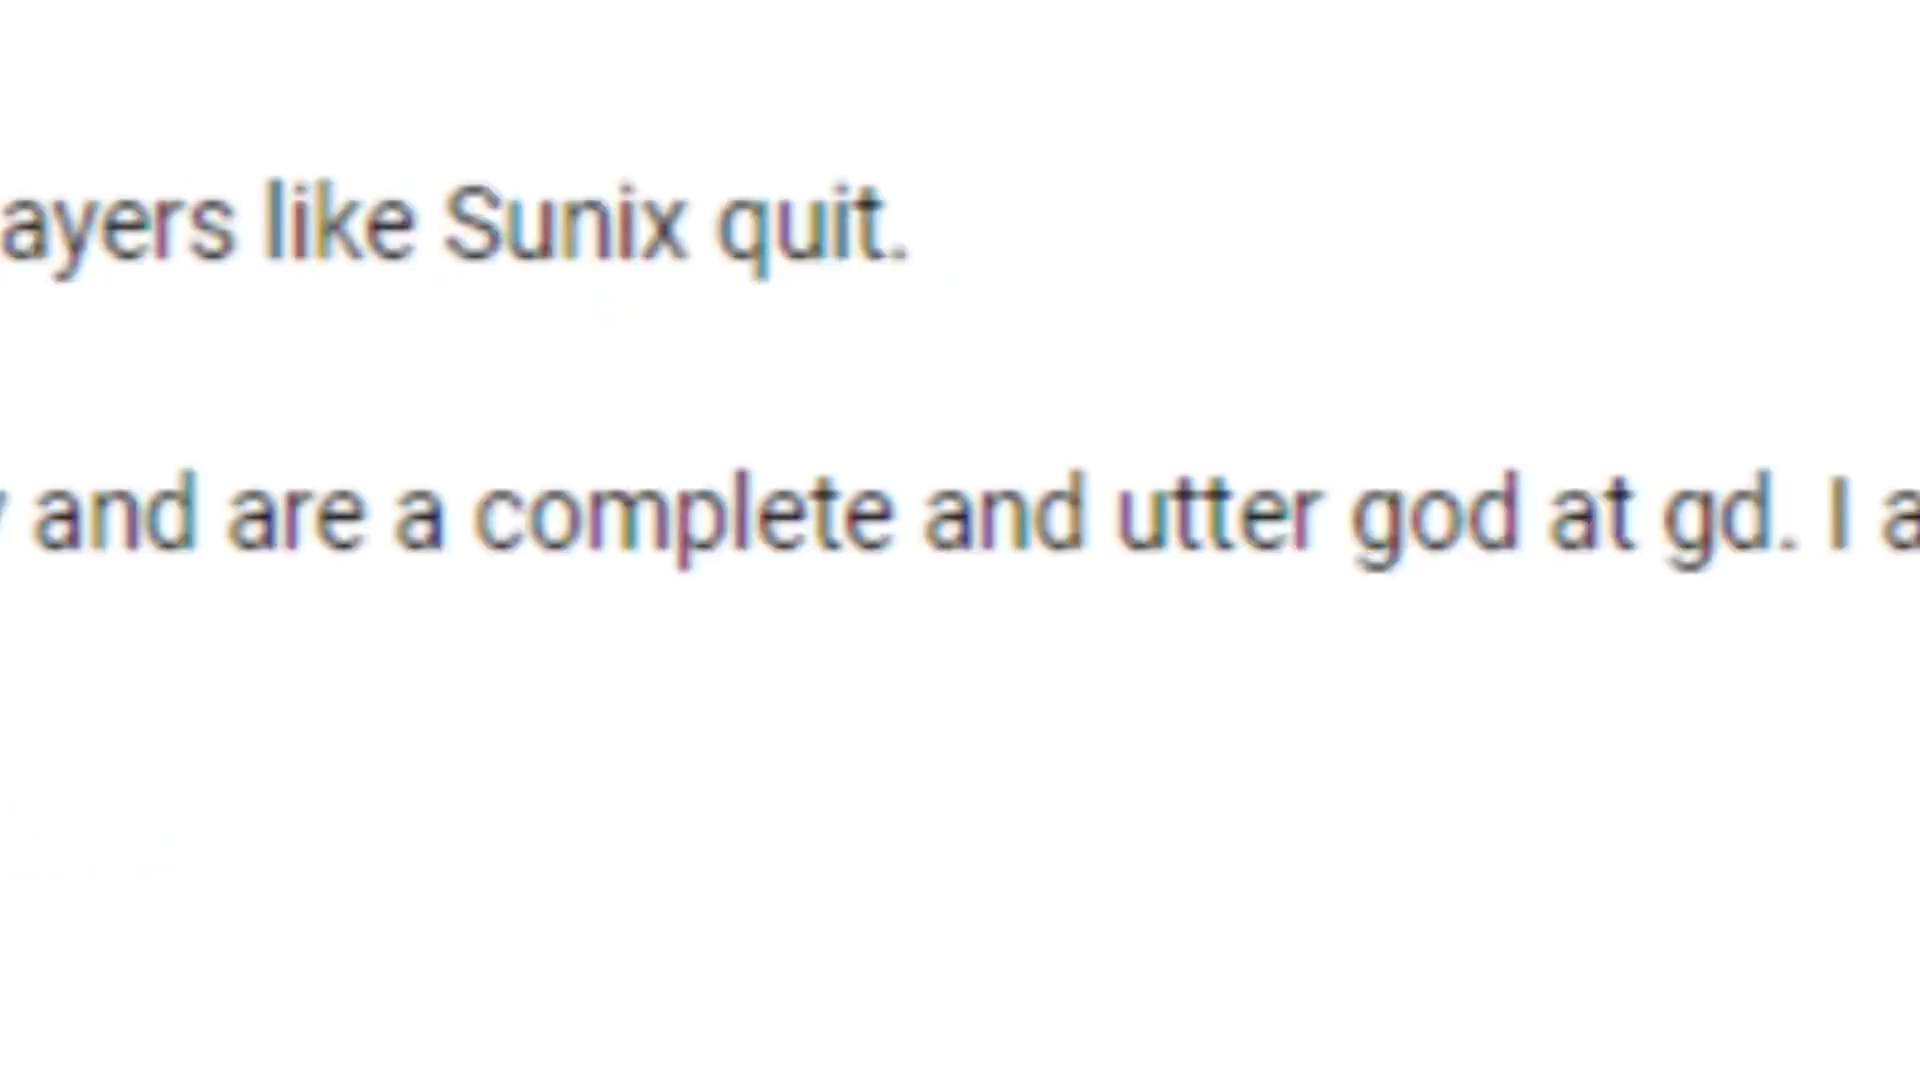 ayers like Sunix quit.
and are a complete and utter god at gd. I a